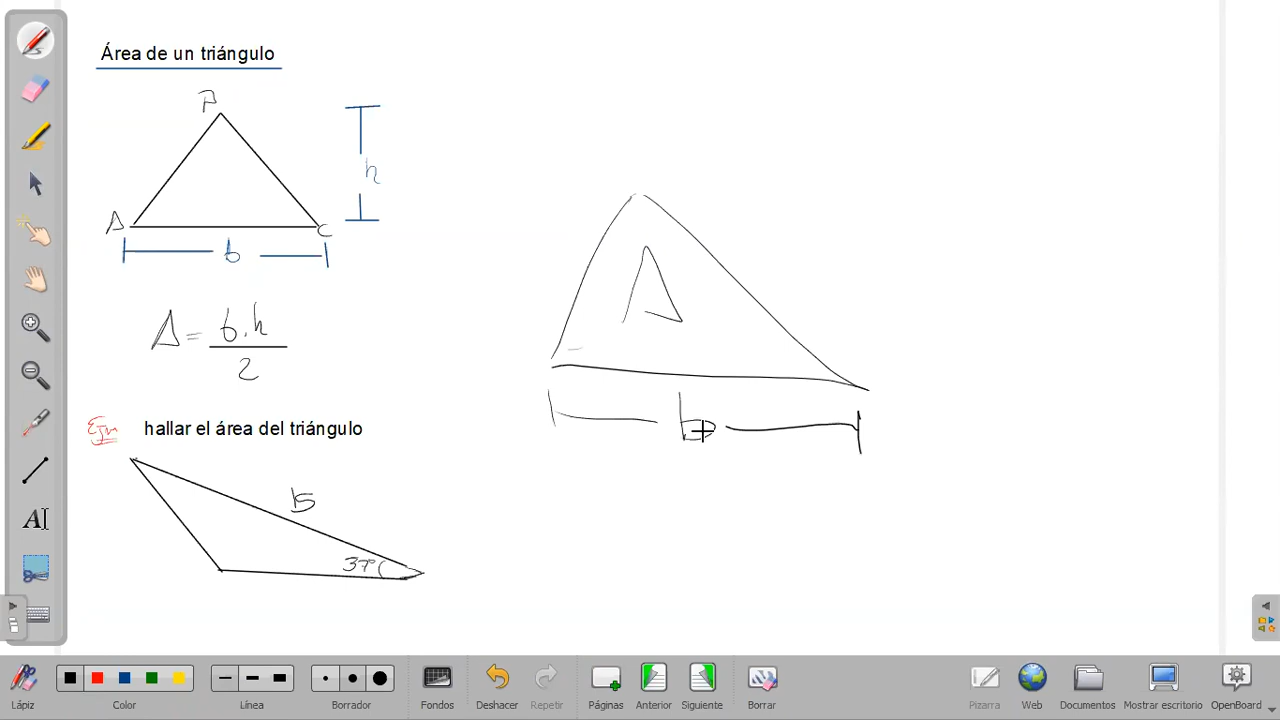 Área de un triángulo
B
h
A
C
b
A = b.h
2
A
b
Ejm
hallar el área del triángulo
15
37°
Lápiz
Color
Línea
Borrador
Fondos
Deshacer
Repetir
Páginas
Anterior
Siguiente
Borrar
Pizarra
Web
Documentos
Mostrar escritorio
OpenBoard